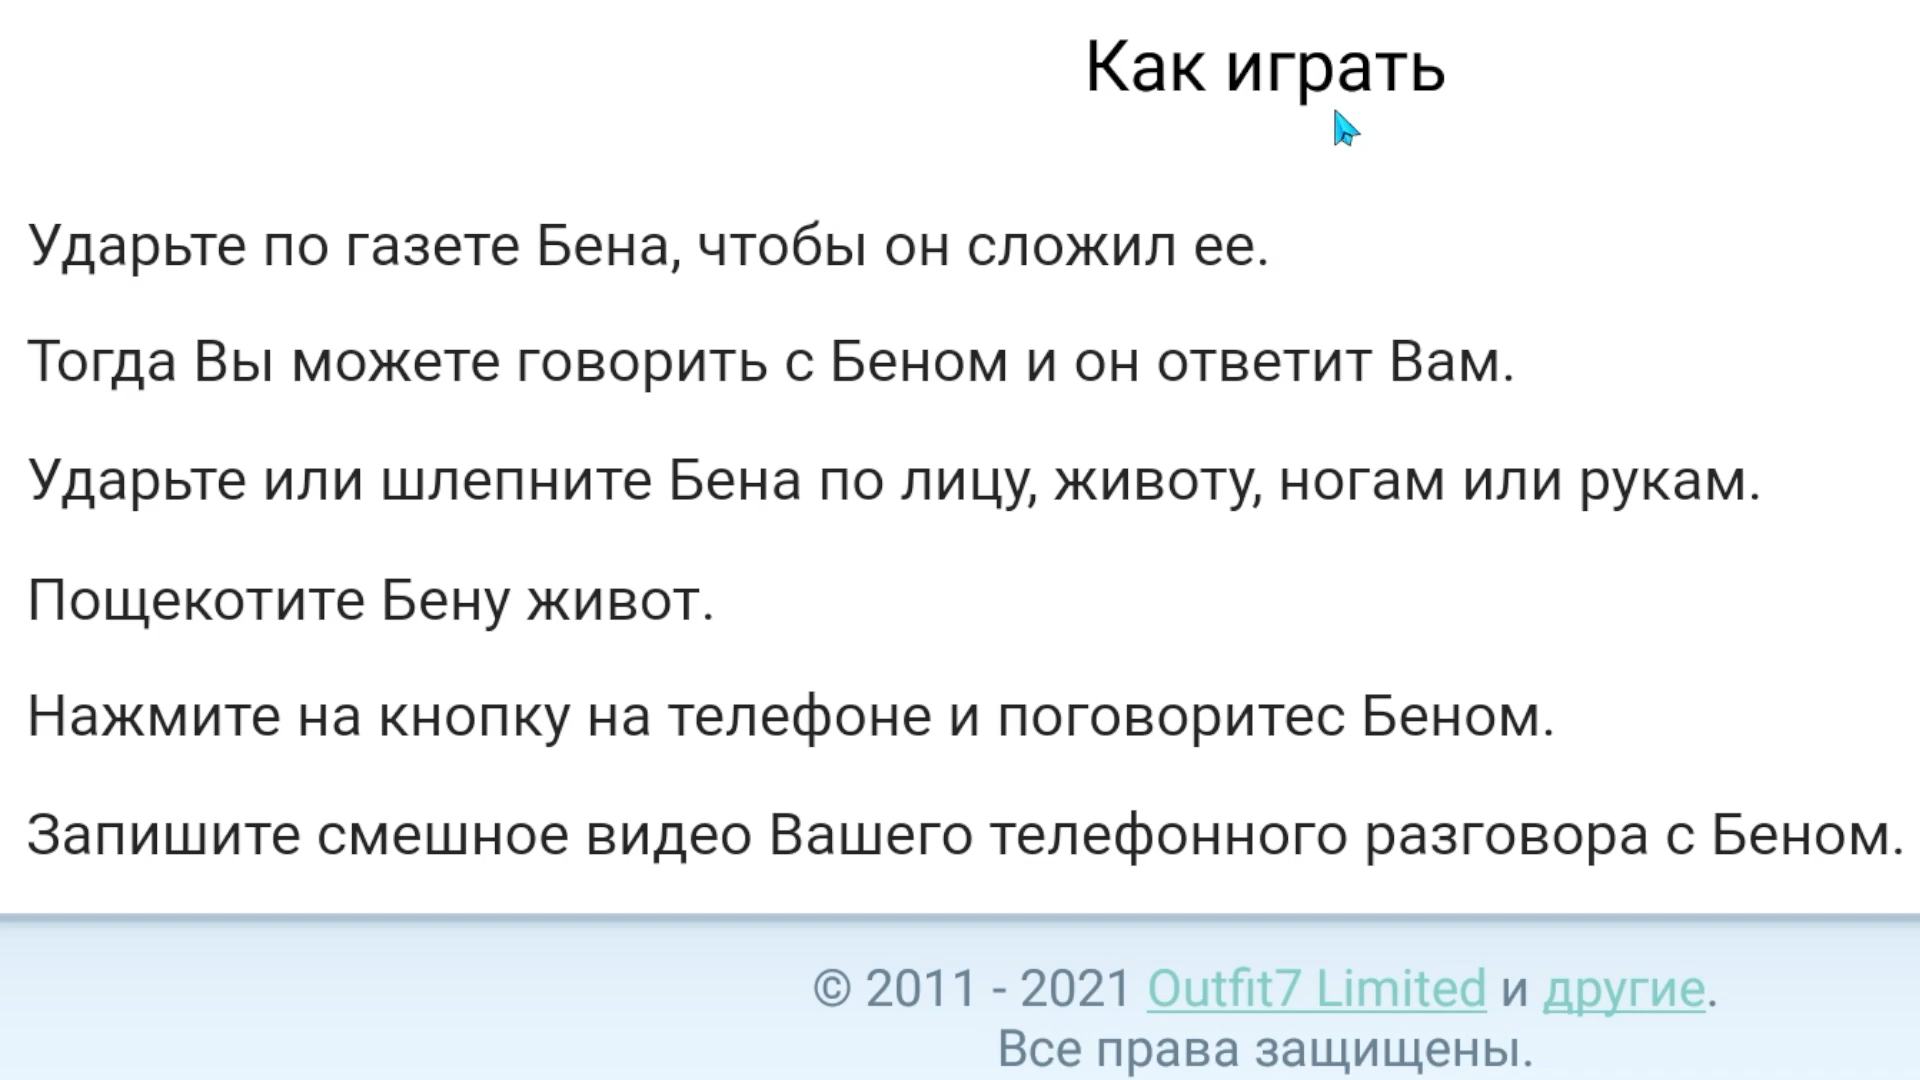 Как играть
Ударьте по газете Бена, чтобы он сложил ее.
Тогда Вы можете говорить с Беном и он ответит Вам.
Ударьте или шлепните Бена по лицу, животу, ногам или рукам.
Пощекотите Бену живот.
Нажмите на кнопку на телефоне и поговоритес Беном.
Запишите смешное видео Вашего телефонного разговора с Беном.
© 2011 - 2021 Outfit7 Limited и другие.
Все права защищены.